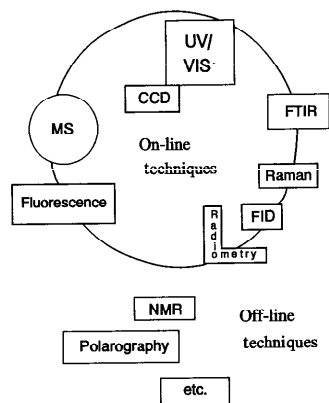 UV/
VIS
CCD
FTIR
MS
On-line
techniques
Raman
Fluorescence
FID
Radiometry
NMR
Off-line
Polarography
techniques
etc.